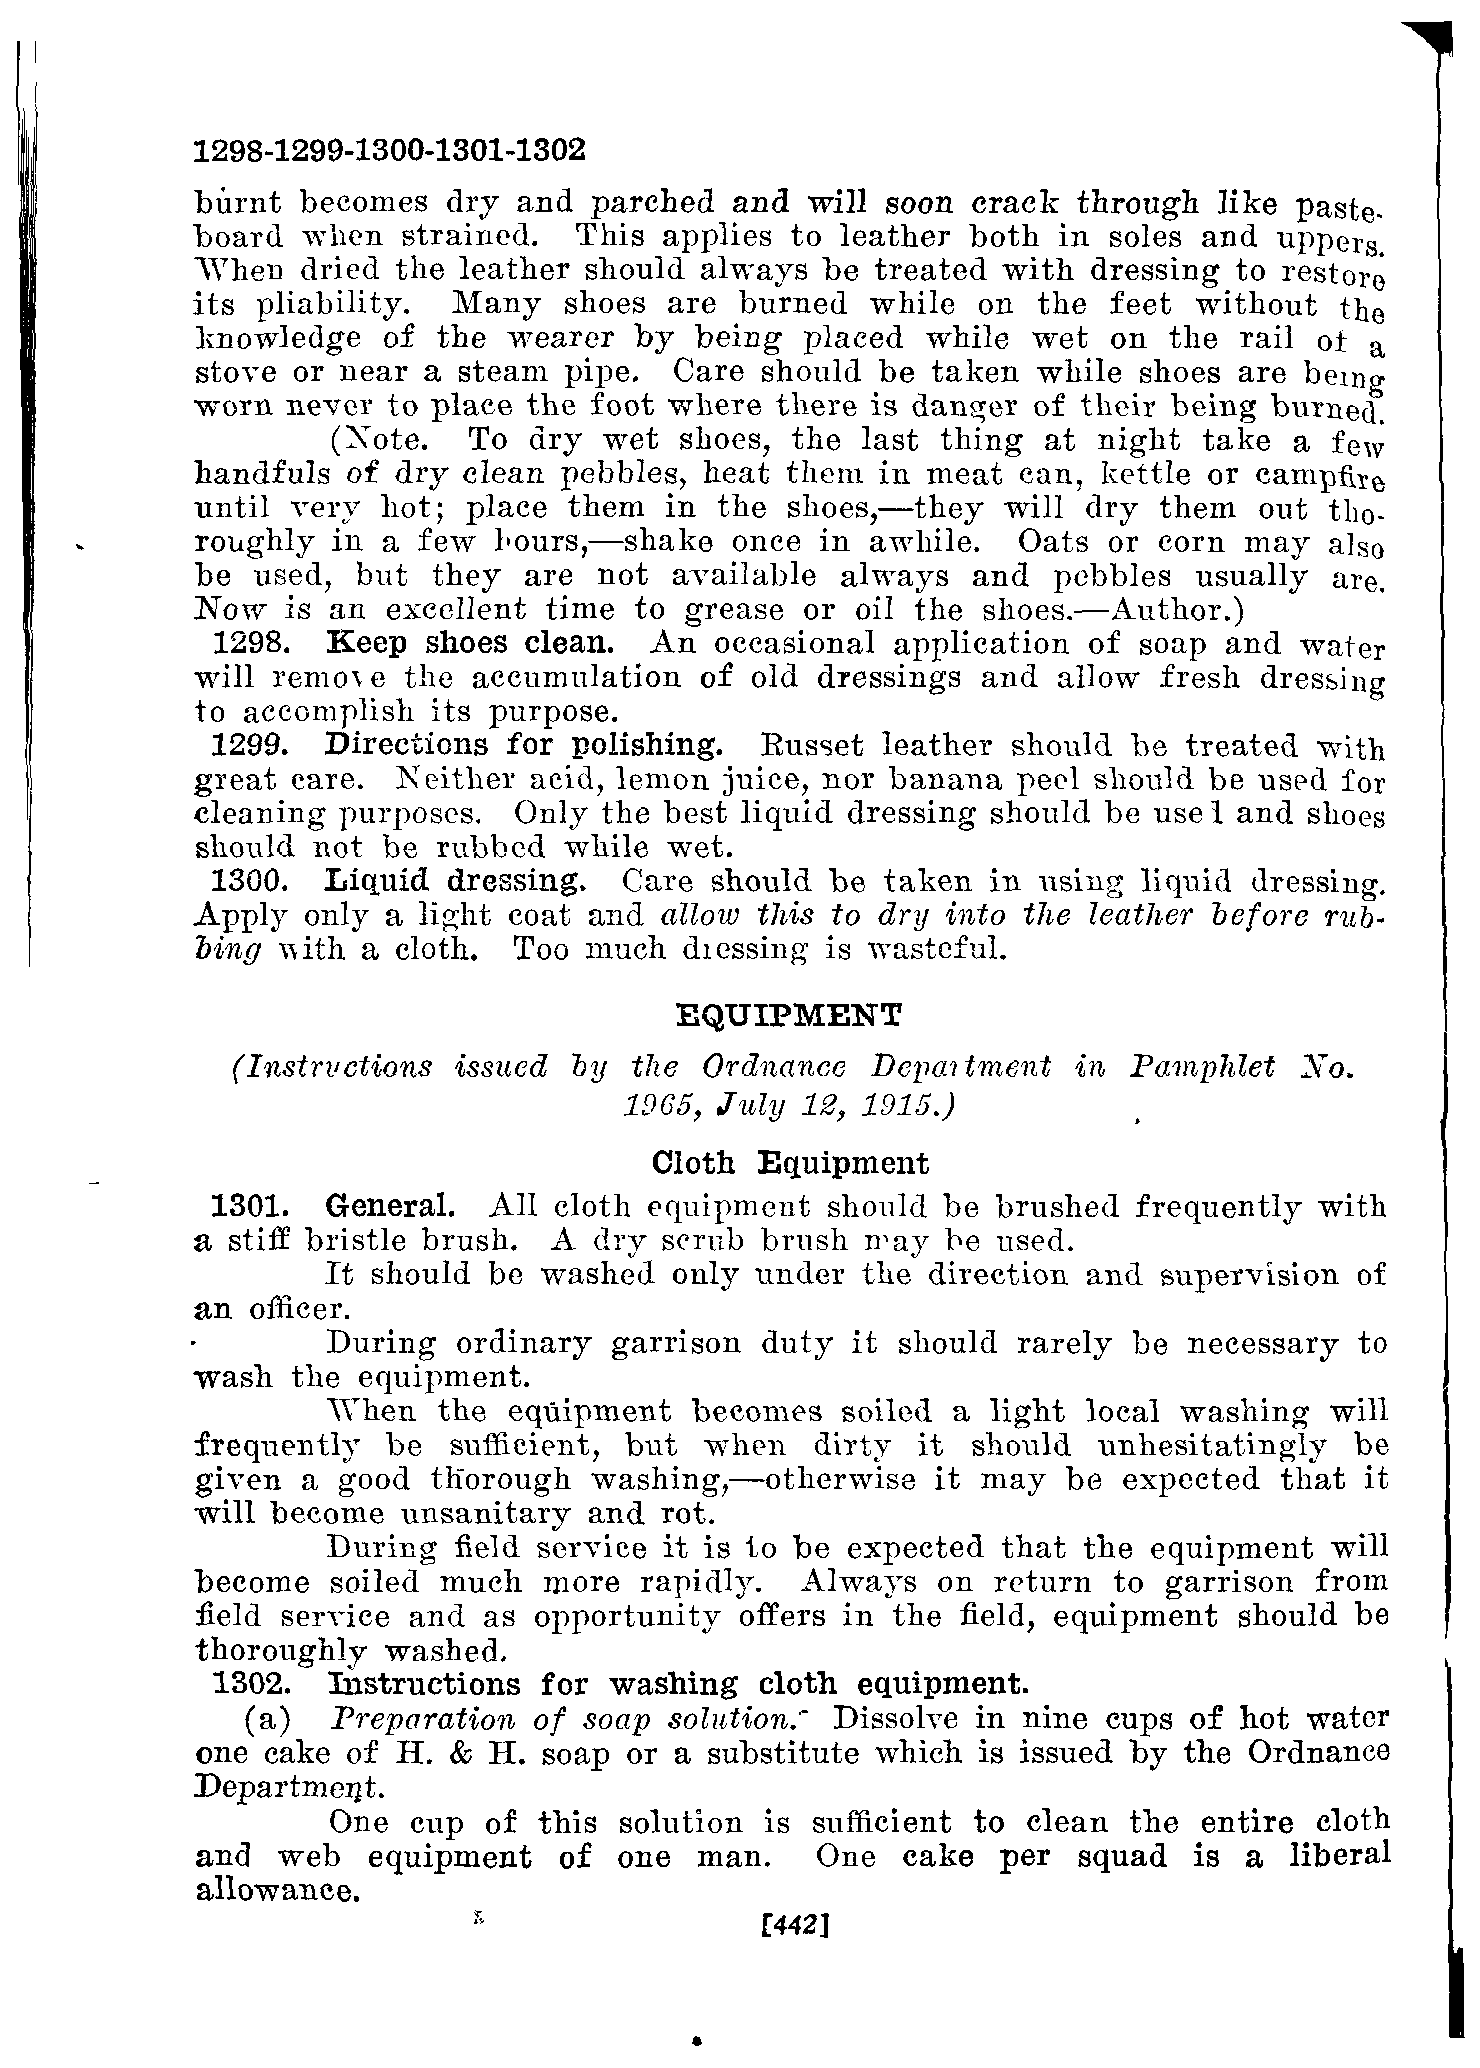 1298-1299-1300-1301-1302
burnt becomes dry and parched and will soon crack through like paste-
board when strained. This applies to leather both in soles and uppers.
When dried the leather should always be treated with dressing to restore
its pliability. Many shoes are burned while on the feet without the
knowledge of the wearer by being placed while wet on the rail of a
stove or near a steam pipe. Care should be taken while shoes are being
worn never to place the foot where there is danger of their being burned.
(Note. To dry wet shoes, the last thing at night take a few
handfuls of dry clean pebbles, heat them in meat can, kettle or campfire
until very hot; place them in the shoes,—they will dry them out tho-
roughly in a few hours,—shake once in awhile. Oats or corn may also
be used, but they are not available always and pebbles usually are.
Now is an excellent time to grease or oil the shoes.—Author.)
1298. Keep shoes clean. An occasional application of soap and water
will remove the accumulation of old dressings and allow fresh dressing
to accomplish its purpose.
1299. Directions for polishing. Russet leather should be treated with
great care. Neither acid, lemon juice, nor banana peel should be used for
cleaning purposes. Only the best liquid dressing should be used and shoes
should not be rubbed while wet.
1300. Liquid dressing. Care should be taken in using liquid dressing.
Apply only a light coat and allow this to dry into the leather before rub-
bing with a cloth. Too much dressing is wasteful.
EQUIPMENT
(Instructions issued by the Ordnance Department in Pamphlet No.
1965, July 12, 1915.)
Cloth Equipment
1301. General. All cloth equipment should be brushed frequently with
a stiff bristle brush. A dry scrub brush may be used.
It should be washed only under the direction and supervision of
an officer.
During ordinary garrison duty it should rarely be necessary to
wash the equipment.
When the equipment becomes soiled a light local washing will
frequently be sufficient, but when dirty it should unhesitatingly be
given a good thorough washing,—otherwise it may be expected that it
will become unsanitary and rot.
During field service it is to be expected that the equipment will
become soiled much more rapidly. Always on return to garrison from
field service and as opportunity offers in the field, equipment should be
thoroughly washed.
1302. Instructions for washing cloth equipment.
(a) Preparation of soap solution. Dissolve in nine cups of hot water
one cake of H. & H. soap or a substitute which is issued by the Ordnance
Department.
One cup of this solution is sufficient to clean the entire cloth
and web equipment of one man. One cake per squad is a liberal
allowance.
[442]